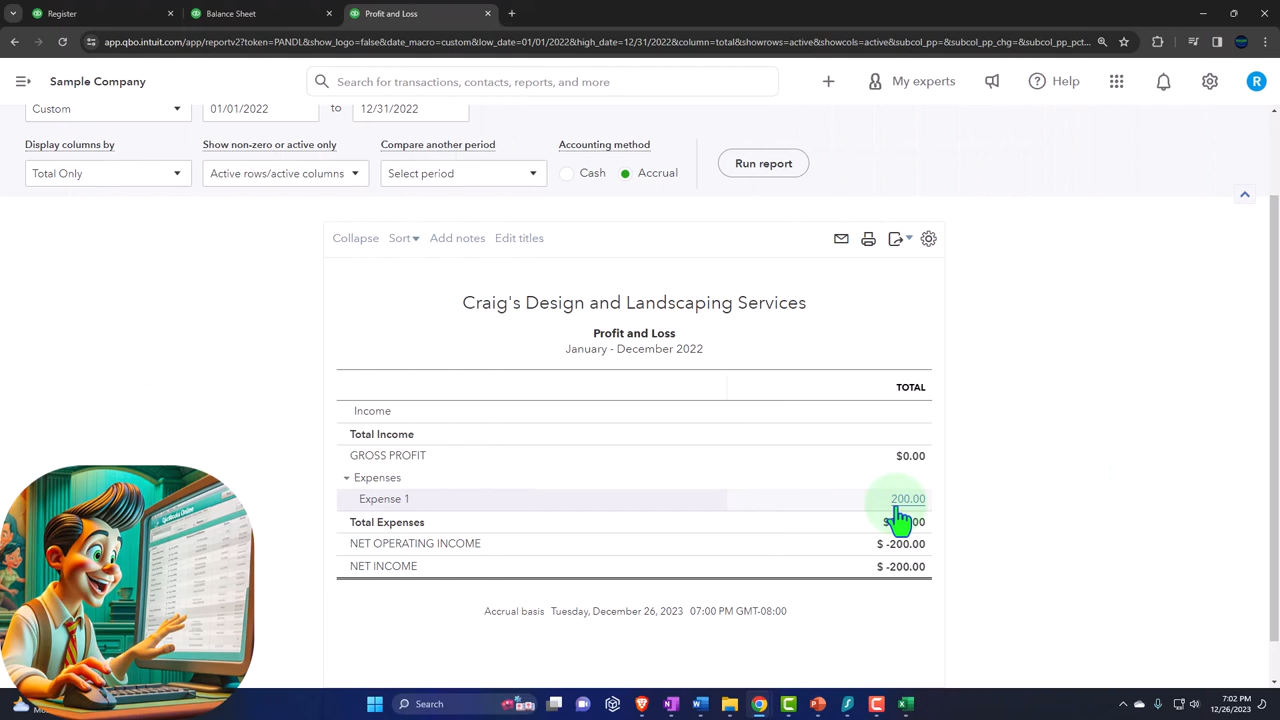 Register
Balance Sheet
Profit and Loss
app.qbo.intuit.com/app/reportv2?token=PANDL&show_logo=custom&low_date=01/01/2022&high_date=12/31/2022&column=total&showrows=active&showcols=active&subcol_pp=&subcol_pp_chg=&subcol_pp_pct...
Sample Company
Search for transactions, contacts, reports, and more
My experts
Help
R
Custom
01/01/2022
to
12/31/2022
Display columns by
Show non-zero or active only
Compare another period
Accounting method
Total Only
Active rows/active columns
Select period
Cash
Accrual
Run report
Collapse
Sort
Add notes
Edit titles
Craig's Design and Landscaping Services
Profit and Loss
January - December 2022
TOTAL
Income
Total Income
GROSS PROFIT $0.00
Expenses
Expense 1 200.00
Total Expenses
NET OPERATING INCOME $ -200.00
NET INCOME $ -200.00
Accrual basis Tuesday, December 26, 2023 07:00 PM GMT-08:00
Search
7:02 PM
12/26/2023